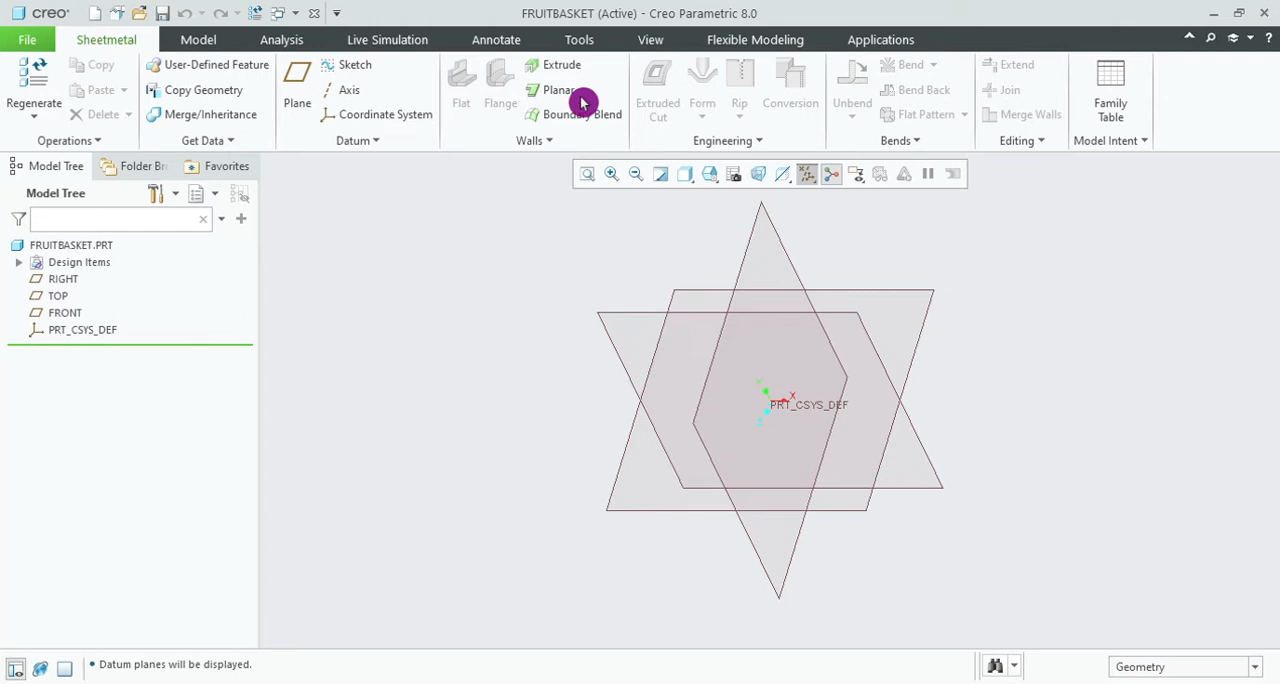 creo
FRUITBASKET (Active) - Creo Parametric 8.0
File
Sheetmetal
Model
Analysis
Live Simulation
Annotate
Tools
View
Flexible Modeling
Applications
Regenerate
Copy
Paste
Delete
Operations
User-Defined Feature
Copy Geometry
Merge/Inheritance
Get Data
Plane
Sketch
Axis
Coordinate System
Datum
Flat
Flange
Extrude
Planar
Boundary Blend
Walls
Extruded Cut
Form
Rip
Conversion
Engineering
Unbend
Bend
Bend Back
Flat Pattern
Bends
Extend
Join
Merge Walls
Editing
Family Table
Model Intent
Model Tree
Folder Br
Favorites
Model Tree
FRUITBASKET.PRT
Design Items
RIGHT
TOP
FRONT
PRT_CSYS_DEF
X
PRT_CSYS_DEF
• Datum planes will be displayed.
Geometry